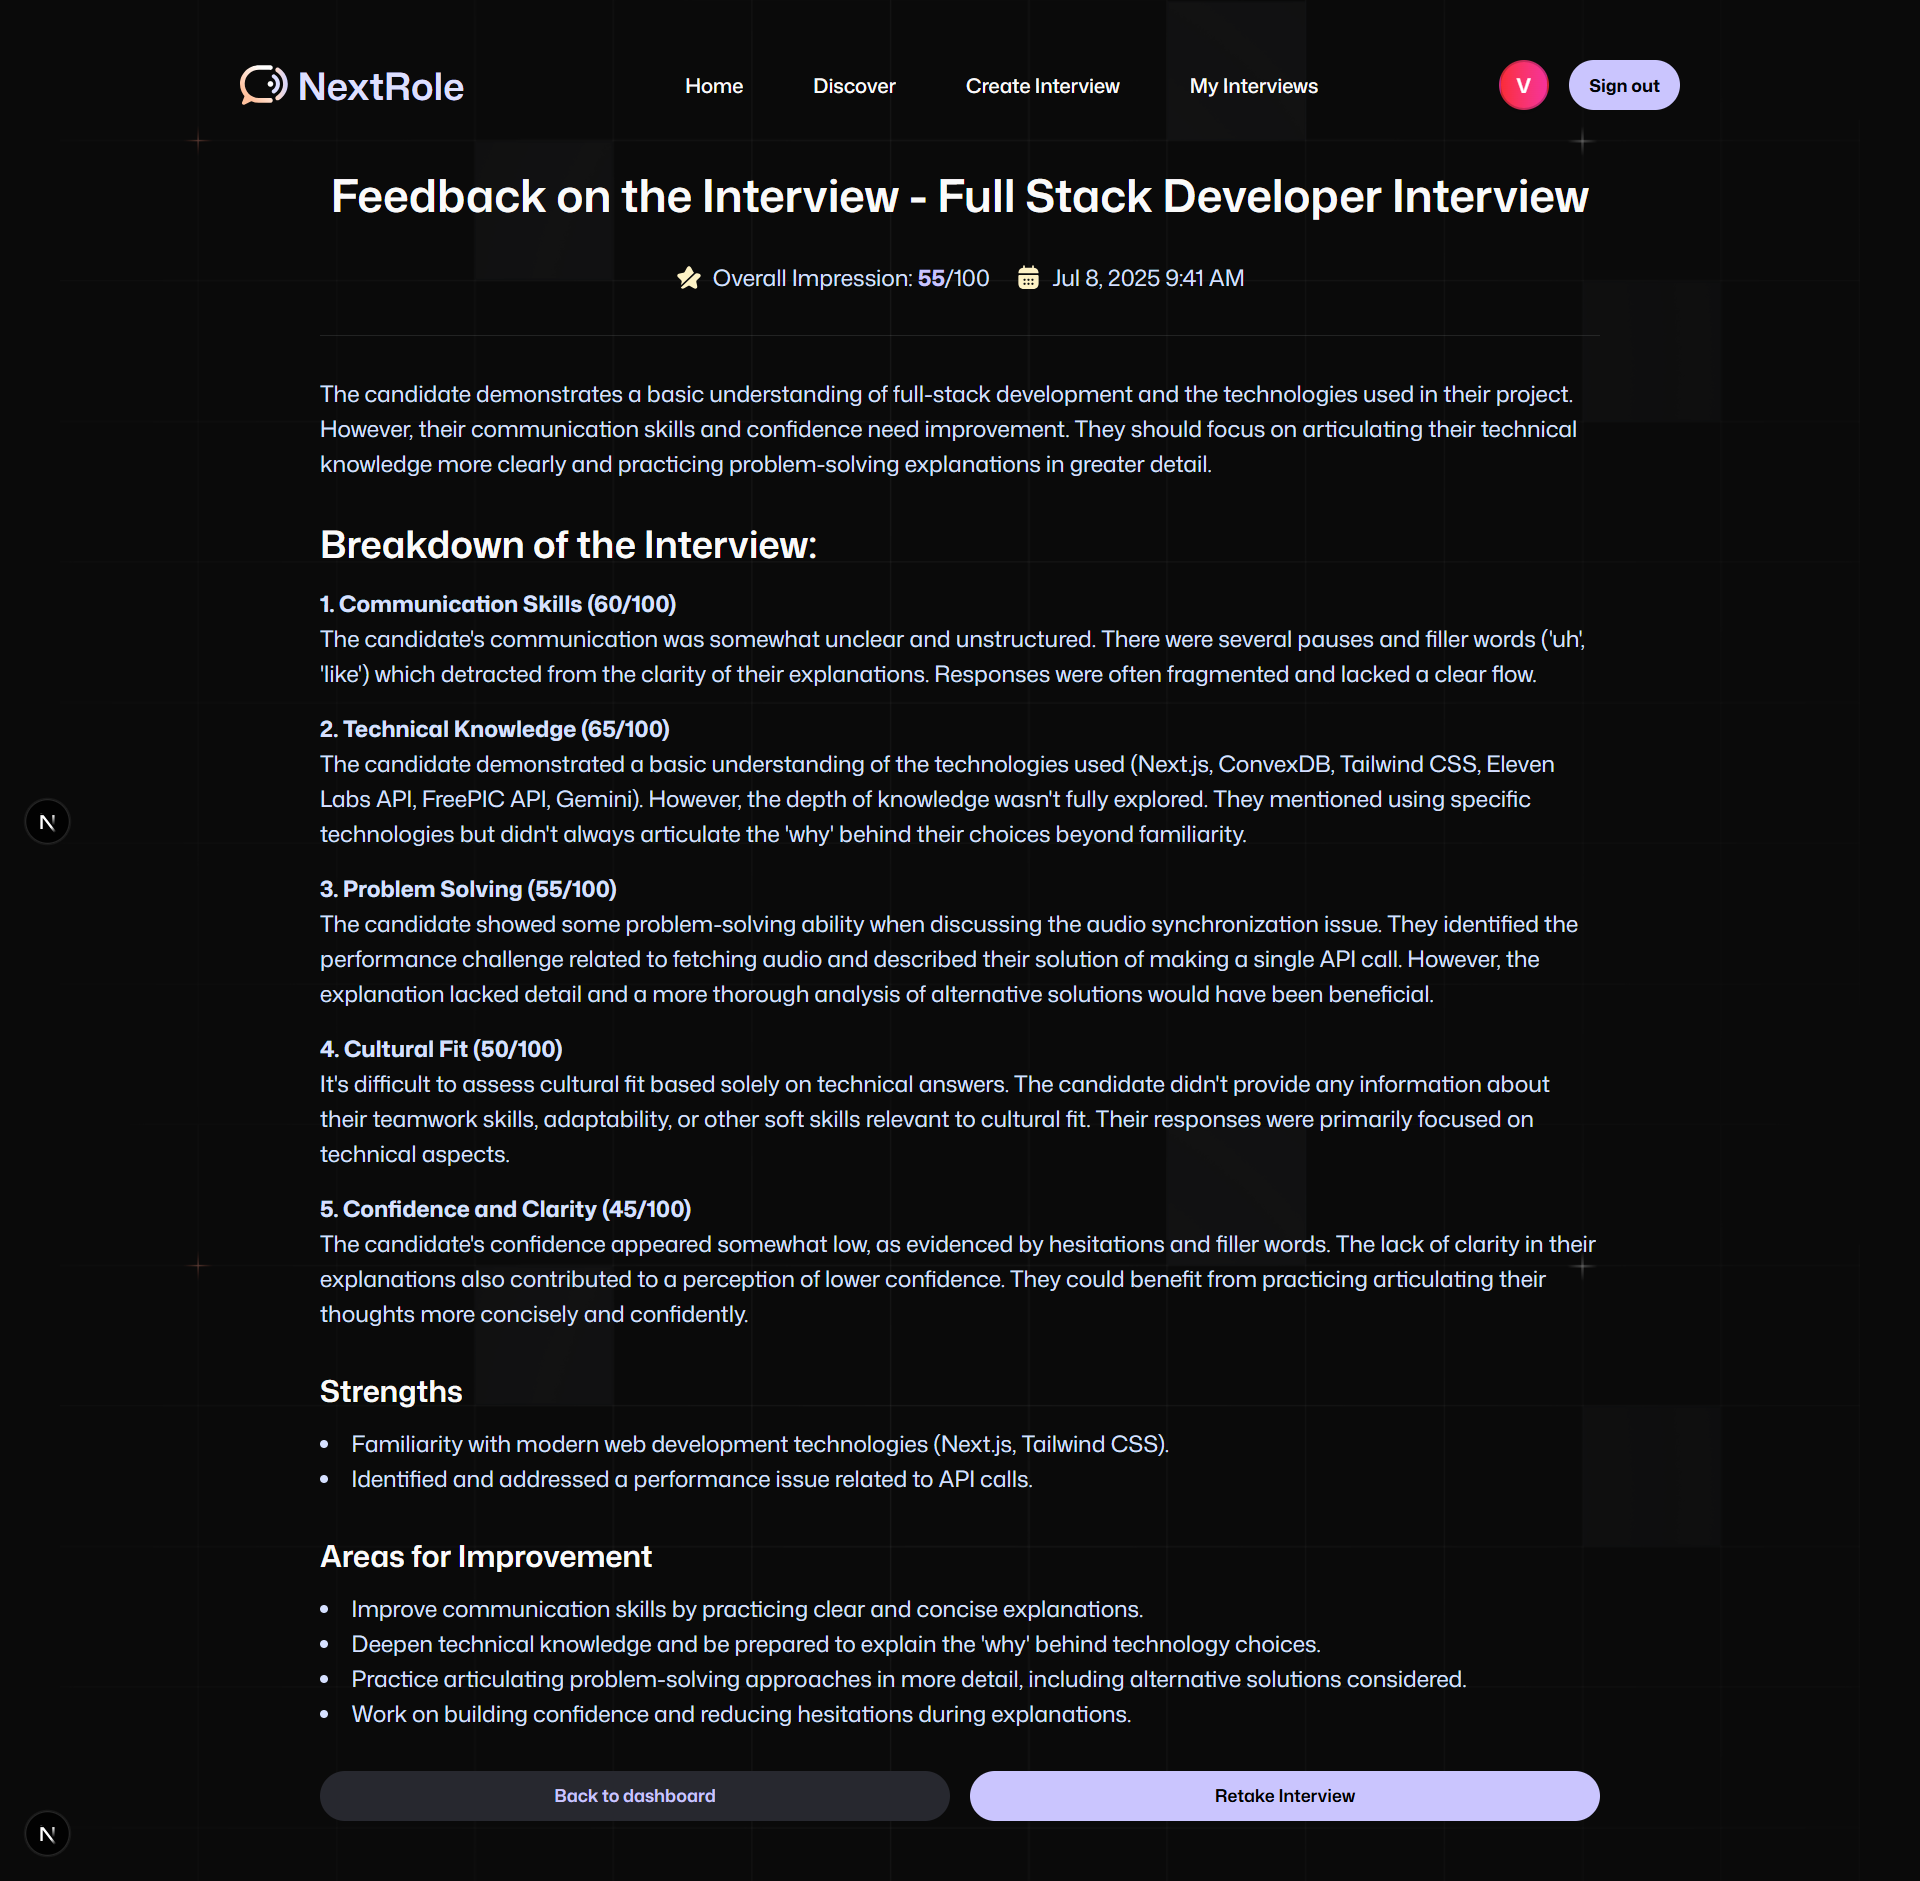 NextRole
Home
Discover
Create Interview
My Interviews
V
Sign out
Feedback on the Interview - Full Stack Developer Interview
Overall Impression: 55/100
Jul 8, 2025 9:41 AM
The candidate demonstrates a basic understanding of full-stack development and the technologies used in their project.
However, their communication skills and confidence need improvement. They should focus on articulating their technical
knowledge more clearly and practicing problem-solving explanations in greater detail.
Breakdown of the Interview:
1. Communication Skills (60/100)
The candidate's communication was somewhat unclear and unstructured. There were several pauses and filler words ('uh',
'like') which detracted from the clarity of their explanations. Responses were often fragmented and lacked a clear flow.
2. Technical Knowledge (65/100)
The candidate demonstrated a basic understanding of the technologies used (Next.js, ConvexDB, Tailwind CSS, Eleven
Labs API, FreePIC API, Gemini). However, the depth of knowledge wasn't fully explored. They mentioned using specific
technologies but didn't always articulate the 'why' behind their choices beyond familiarity.
3. Problem Solving (55/100)
The candidate showed some problem-solving ability when discussing the audio synchronization issue. They identified the
performance challenge related to fetching audio and described their solution of making a single API call. However, the
explanation lacked detail and a more thorough analysis of alternative solutions would have been beneficial.
4. Cultural Fit (50/100)
It's difficult to assess cultural fit based solely on technical answers. The candidate didn't provide any information about
their teamwork skills, adaptability, or other soft skills relevant to cultural fit. Their responses were primarily focused on
technical aspects.
5. Confidence and Clarity (45/100)
The candidate's confidence appeared somewhat low, as evidenced by hesitations and filler words. The lack of clarity in their
explanations also contributed to a perception of lower confidence. They could benefit from practicing articulating their
thoughts more concisely and confidently.
Strengths
• Familiarity with modern web development technologies (Next.js, Tailwind CSS).
• Identified and addressed a performance issue related to API calls.
Areas for Improvement
• Improve communication skills by practicing clear and concise explanations.
• Deepen technical knowledge and be prepared to explain the 'why' behind technology choices.
• Practice articulating problem-solving approaches in more detail, including alternative solutions considered.
• Work on building confidence and reducing hesitations during explanations.
Back to dashboard
Retake Interview
N
N